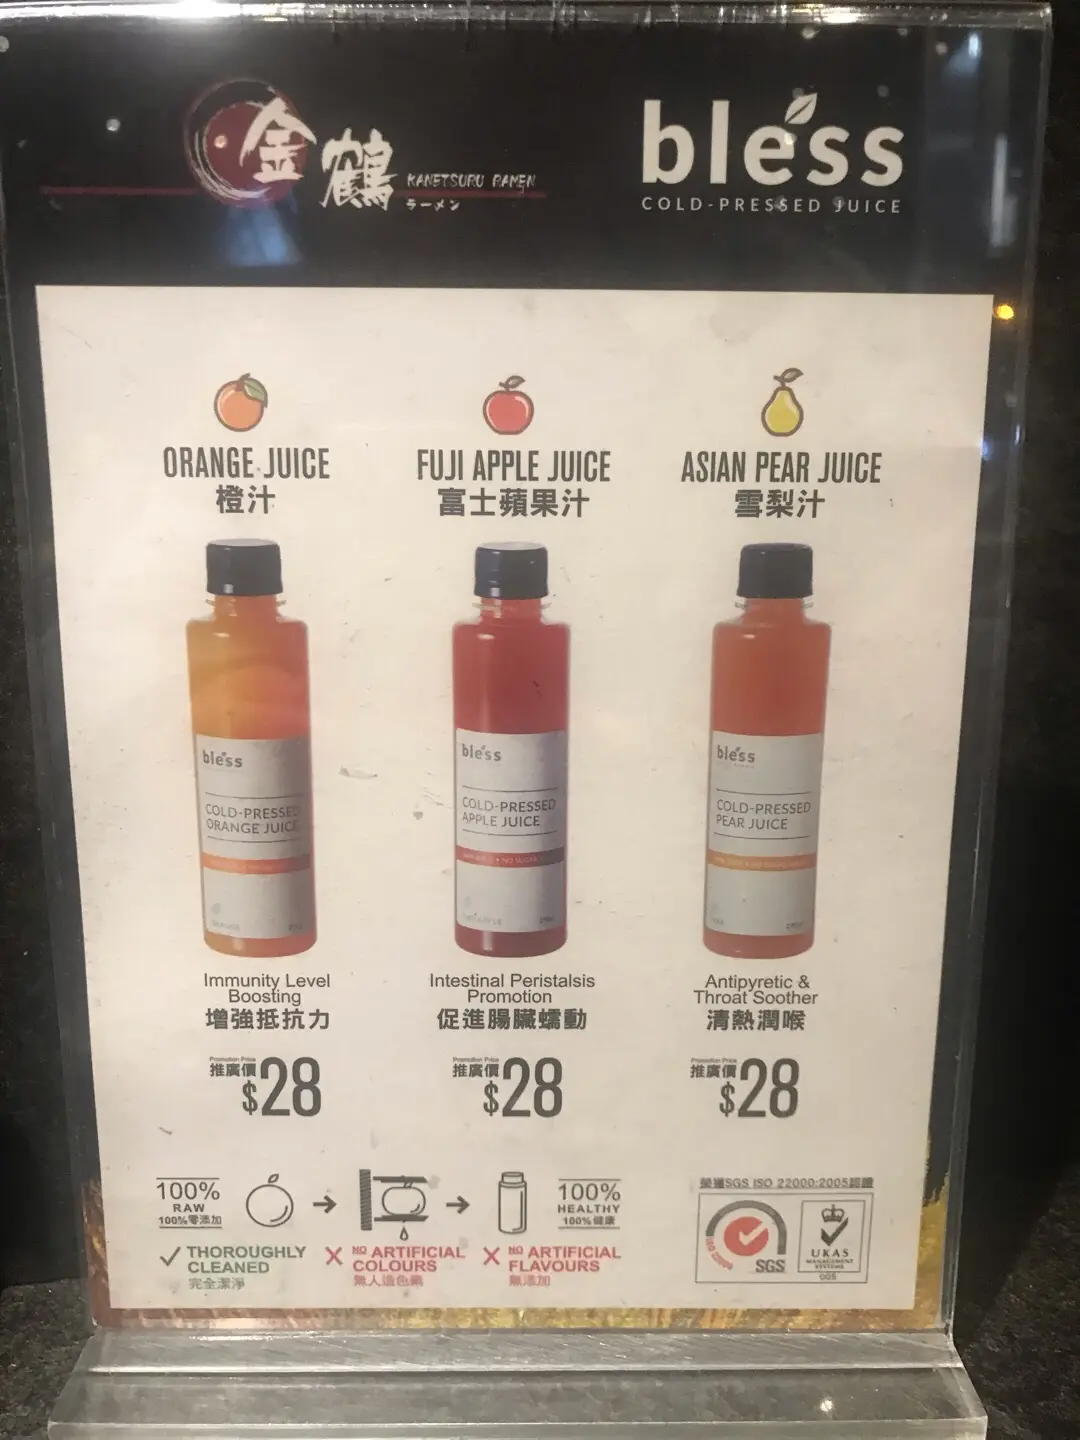 金鶴
KANETSURU RAMEN
ラーメン
bless
COLD-PRESSED JUICE
ORANGE JUICE
橙汁
FUJI APPLE JUICE
富士蘋果汁
ASIAN PEAR JUICE
雪梨汁
bless
COLD-PRESSED
ORANGE JUICE
bless
COLD-PRESSED
APPLE JUICE
NO SUGAR
bless
COLD-PRESSED
PEAR JUICE
Immunity Level
Boosting
增強抵抗力
Intestinal Peristalsis
Promotion
促進腸臟蠕動
Antipyretic &
Throat Soother
清熱潤喉
Promotion Price
推廣價
$28
Promotion Price
推廣價
$28
Promotion Price
推廣價
$28
100%
RAW
100%零添加
100%
HEALTHY
100%健康
THOROUGHLY
CLEANED
完全潔淨
NO ARTIFICIAL
COLOURS
無人造色素
NO ARTIFICIAL
FLAVOURS
無添加
榮獲SGS ISO 22000:2005認證
ISO 22000
SGS
UKAS
MANAGEMENT
SYSTEMS
005